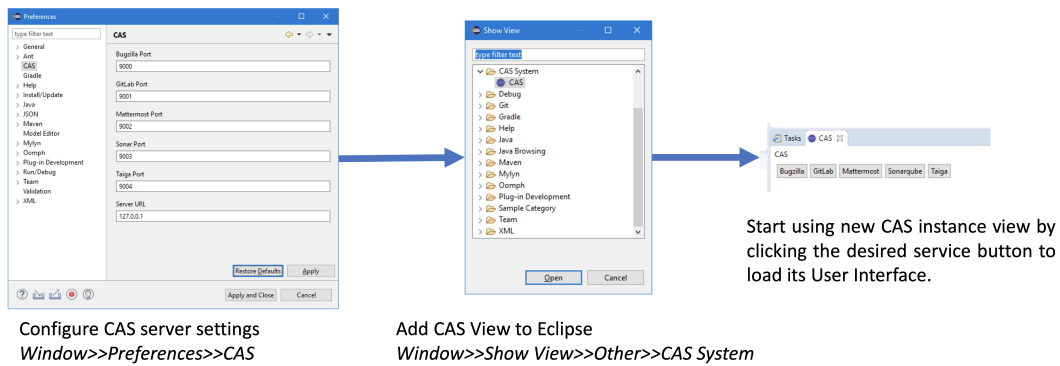 Preferences
type filter text
General
Ant
CAS
Gradle
Help
Install/Update
Java
JSON
Maven
Model Editor
Mylyn
Oomph
Plug-in Development
Run/Debug
Team
Validation
XML
CAS
Bugzilla Port
9000
GitLab Port
9001
Mattermost Port
9002
Sonar Port
9003
Taiga Port
9004
Server URL
127.0.0.1
Restore Defaults Apply
Apply and Close Cancel
Configure CAS server settings
Window>>Preferences>>CAS
Show View
type filter text
CAS System
CAS
Debug
Git
Gradle
Help
Java
Java Browsing
Maven
Mylyn
Oomph
Plug-in Development
Sample Category
Team
XML
Open Cancel
Add CAS View to Eclipse
Window>>Show View>>Other>>CAS System
Tasks CAS
CAS
Bugzilla GitLab Mattermost Sonarqube Taiga
Start using new CAS instance view by
clicking the desired service button to
load its User Interface.